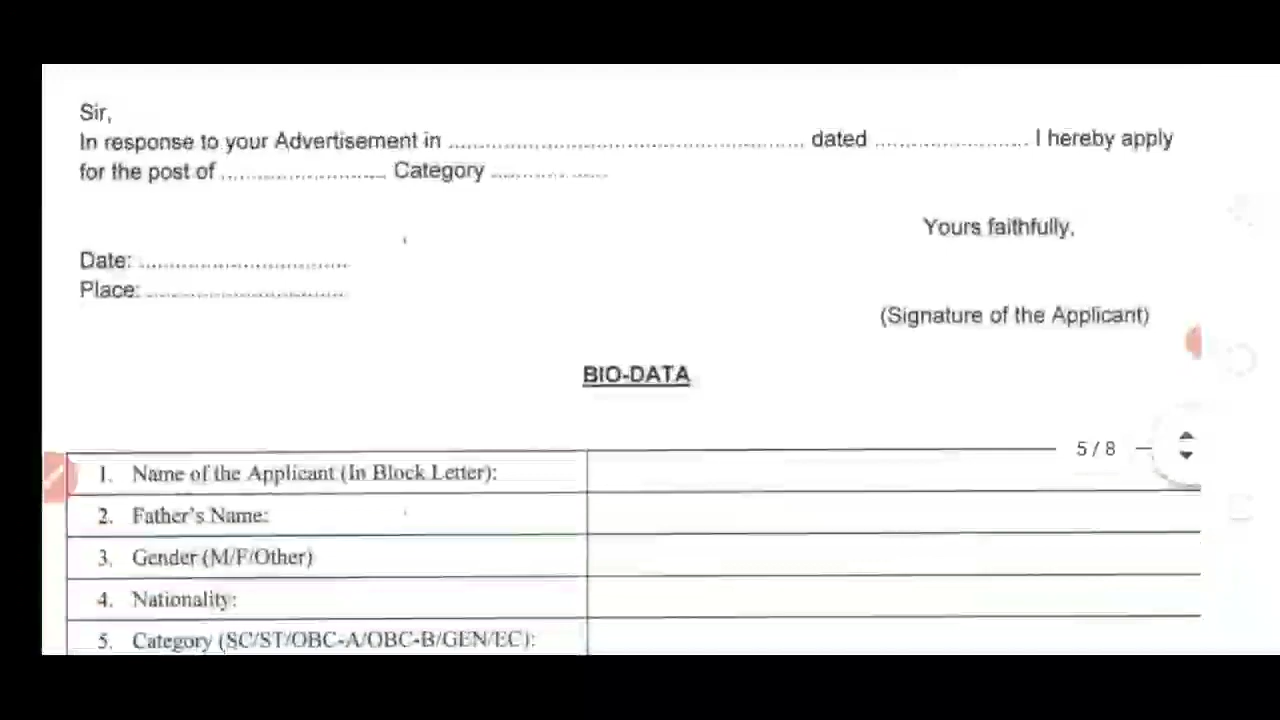 Sir,
In response to your Advertisement in ........................................................ dated .......................... I hereby apply
for the post of ............................ Category ....................
Yours faithfully,
Date: ....................................
Place: ...................................
(Signature of the Applicant)
BIO-DATA
5 / 8
1. Name of the Applicant (In Block Letter):
2. Father's Name:
3. Gender (M/F/Other)
4. Nationality:
5. Category (SC/ST/OBC-A/OBC-B/GEN/EC):